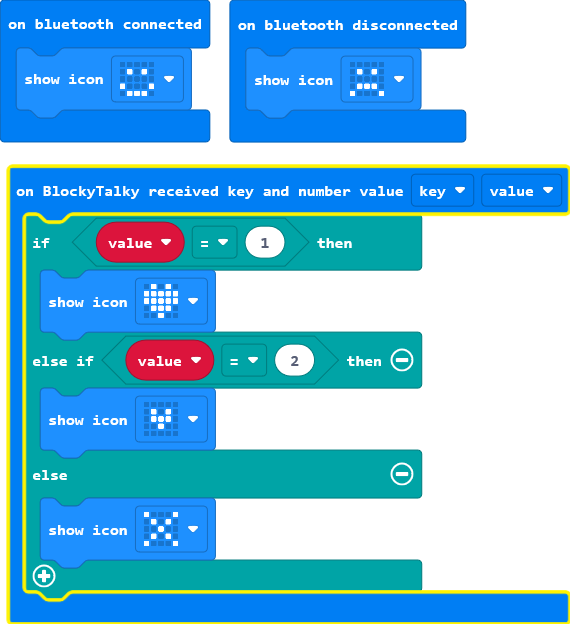 on bluetooth connected
show icon
on bluetooth disconnected
show icon
on BlockyTalky received key and number value key value
if value = 1 then
show icon
else if value = 2 then
show icon
else
show icon